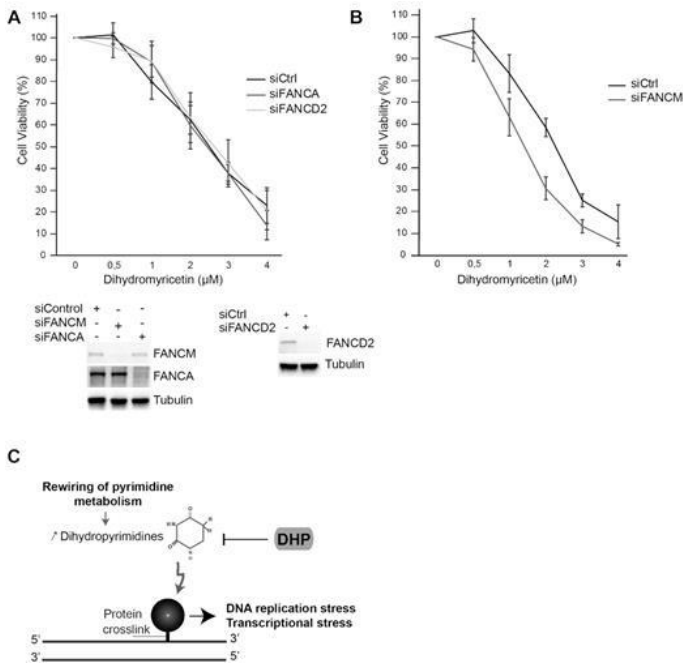 A
Cell Viability (%)
110
100
90
80
70
60
50
40
30
20
10
0
0 0,5 1 2 3 4
Dihydromyricetin (µM)
siCtrl
siFANCA
siFANCD2
B
Cell Viability (%)
110
100
90
80
70
60
50
40
30
20
10
0
0 0,5 1 2 3 4
Dihydromyricetin (µM)
siCtrl
siFANCM
siControl + - -
siFANCM - + -
siFANCA - - +
FANCM
FANCA
Tubulin
siCtrl + -
siFANCD2 - +
FANCD2
Tubulin
C
Rewiring of pyrimidine
metabolism
↗ Dihydropyrimidines
DHP
Protein
crosslink
DNA replication stress
Transcriptional stress
5' 3'
3' 5'